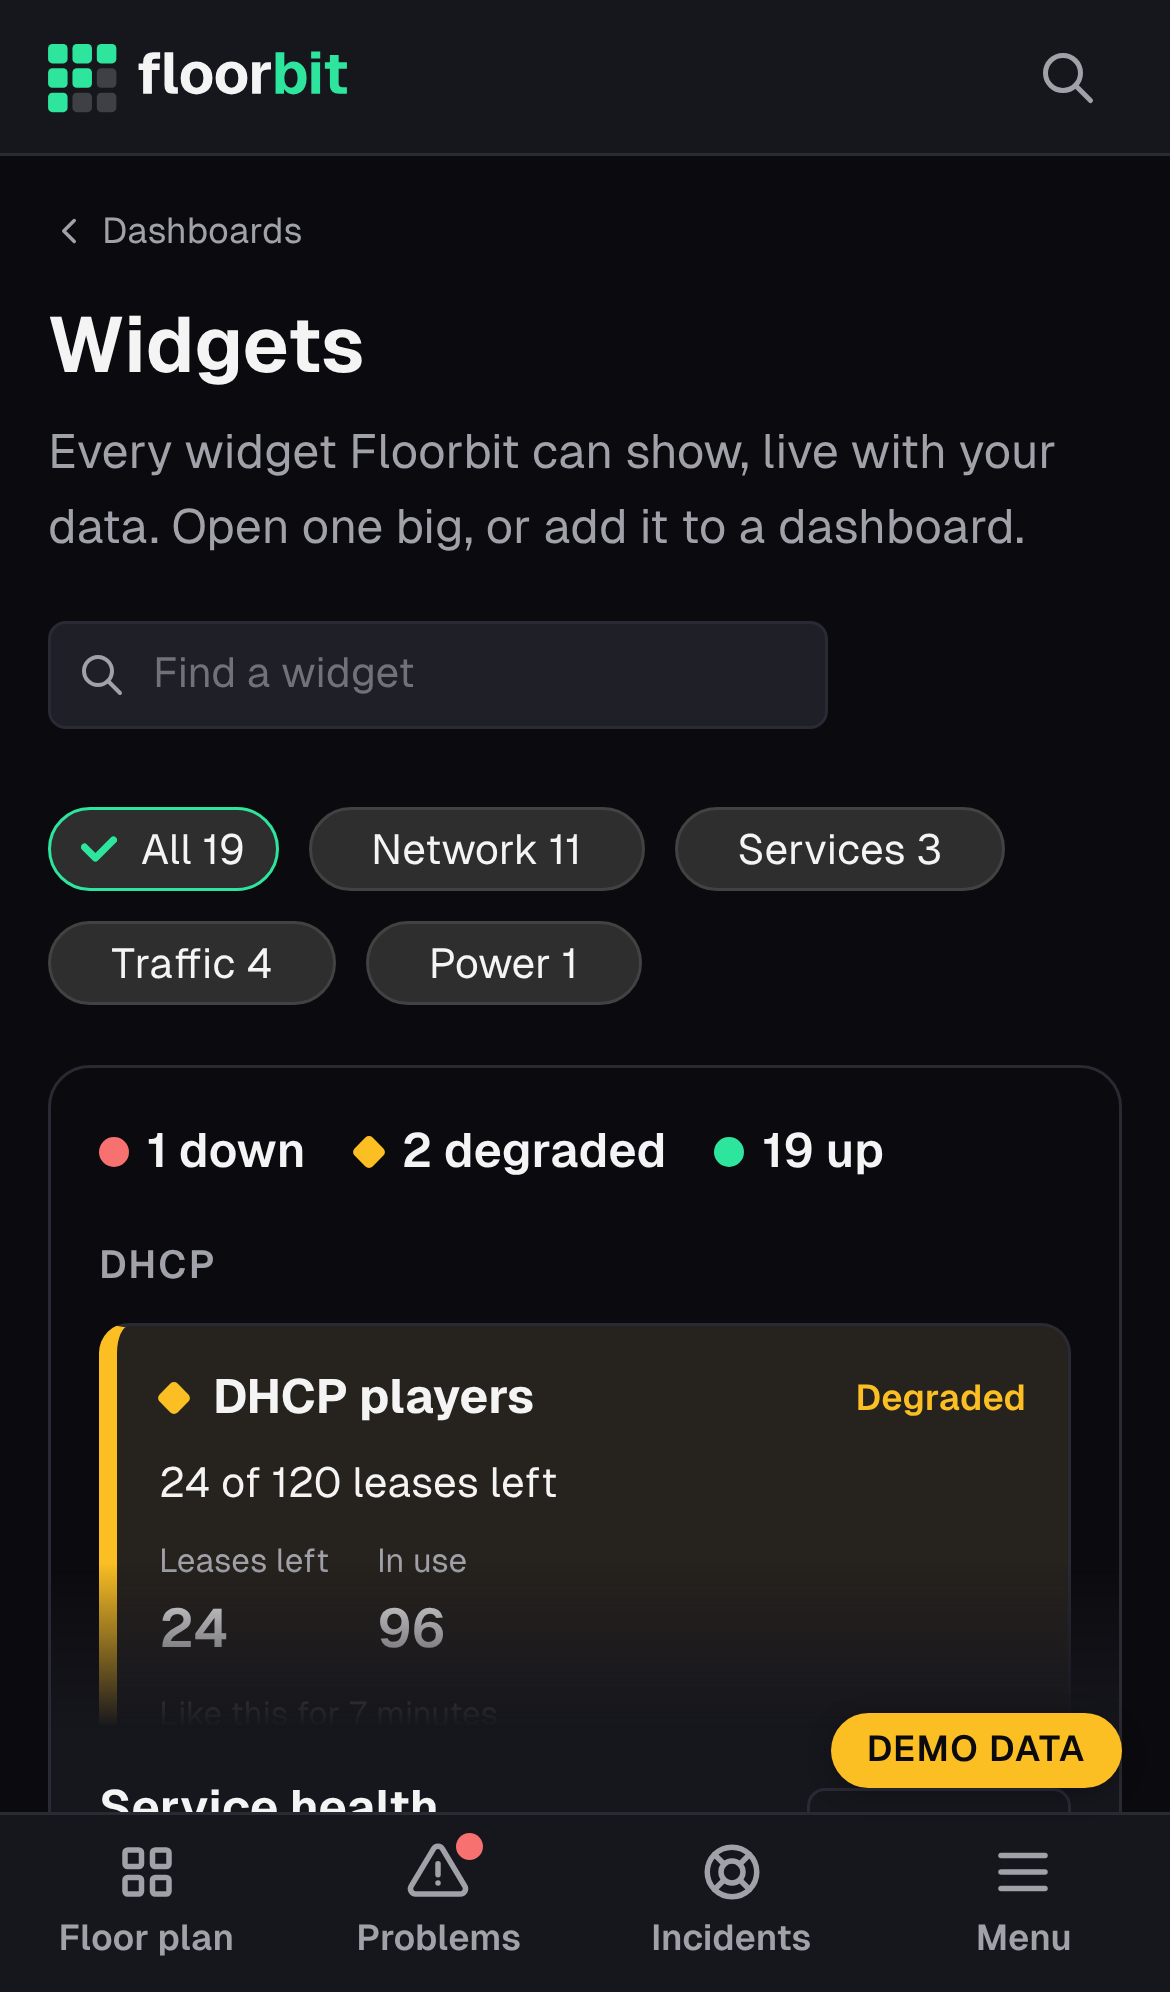 floorbit
Dashboards
Widgets
Every widget Floorbit can show, live with your
data. Open one big, or add it to a dashboard.
Find a widget
All 19
Network 11
Services 3
Traffic 4
Power 1
1 down
2 degraded
19 up
DHCP
DHCP players
Degraded
24 of 120 leases left
Leases left
In use
24
96
Like this for 7 minutes
DEMO DATA
Service health
Floor plan
Problems
Incidents
Menu